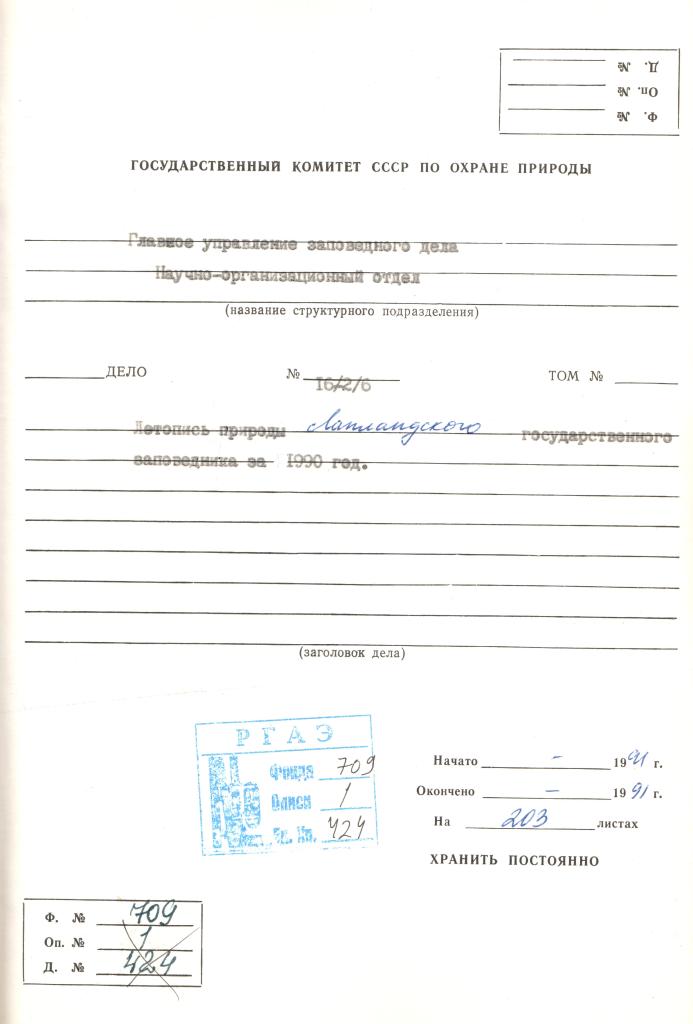 Д. №
Оп. №
Ф. №
ГОСУДАРСТВЕННЫЙ КОМИТЕТ СССР ПО ОХРАНЕ ПРИРОДЫ
Главное управление заповедного дела
Научно-организационный отдел
(название структурного подразделения)
ДЕЛО № 16/2/6 ТОМ №
Летопись природы Лапландского государственного
заповедника за 1990 год.
(заголовок дела)
РГАЭ
Фонда 709
Описи 1
Ед. Хр. 424
Начато - 1991 г.
Окончено - 1991 г.
На 203 листах
ХРАНИТЬ ПОСТОЯННО
Ф. № 709
Оп. № 1
Д. № 424